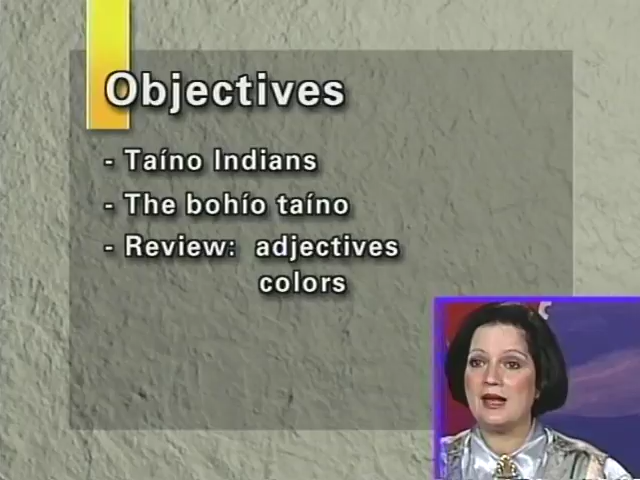 Objectives
- Taíno Indians
- The bohío taíno
- Review: adjectives
colors